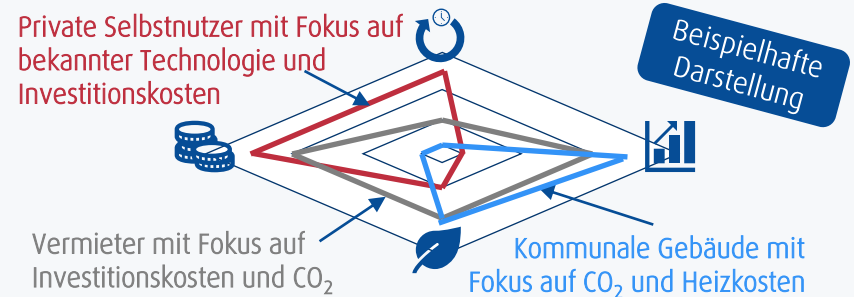 Private Selbstnutzer mit Fokus auf
bekannter Technologie und
Investitionskosten
Beispielhafte
Darstellung
Vermieter mit Fokus auf
Investitionskosten und CO₂
Kommunale Gebäude mit
Fokus auf CO₂ und Heizkosten